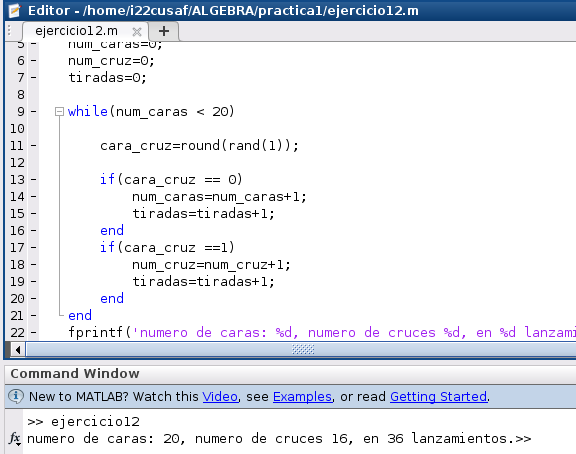 Editor - /home/i22cusaf/ALGEBRA/practica1/ejercicio12.m
ejercicio12.m × +
5 - num_caras=0;
6 - num_cruz=0;
7 - tiradas=0;
8
9 - while(num_caras < 20)
10
11 - cara_cruz=round(rand(1));
12
13 - if(cara_cruz == 0)
14 - num_caras=num_caras+1;
15 - tiradas=tiradas+1;
16 - end
17 - if(cara_cruz ==1)
18 - num_cruz=num_cruz+1;
19 - tiradas=tiradas+1;
20 - end
21 - end
22 - fprintf('numero de caras: %d, numero de cruces %d, en %d lanzami
Command Window
New to MATLAB? Watch this Video, see Examples, or read Getting Started.
>> ejercicio12
fx numero de caras: 20, numero de cruces 16, en 36 lanzamientos.>>